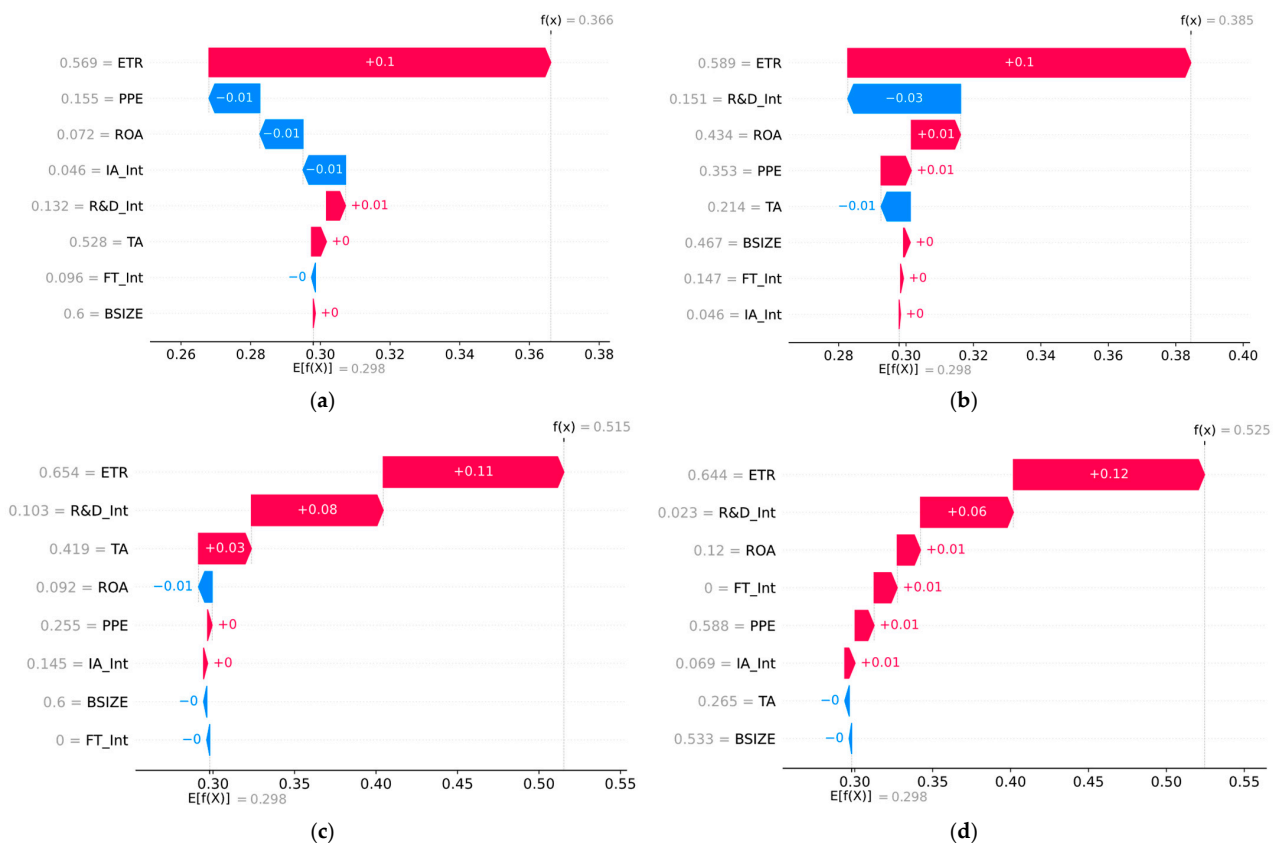 f(x) = 0.366
0.569 = ETR +0.1
0.155 = PPE −0.01
0.072 = ROA −0.01
0.046 = IA_Int −0.01
0.132 = R&D_Int +0.01
0.528 = TA +0
0.096 = FT_Int −0
0.6 = BSIZE +0
0.26 0.28 0.30 0.32 0.34 0.36 0.38
E[f(X)] = 0.298
(a)
f(x) = 0.385
0.589 = ETR +0.1
0.151 = R&D_Int −0.03
0.434 = ROA +0.01
0.353 = PPE +0.01
0.214 = TA −0.01
0.467 = BSIZE +0
0.147 = FT_Int +0
0.046 = IA_Int +0
0.28 0.30 0.32 0.34 0.36 0.38 0.40
E[f(X)] = 0.298
(b)
f(x) = 0.515
0.654 = ETR +0.11
0.103 = R&D_Int +0.08
0.419 = TA +0.03
0.092 = ROA −0.01
0.255 = PPE +0
0.145 = IA_Int +0
0.6 = BSIZE −0
0 = FT_Int −0
0.30 0.35 0.40 0.45 0.50 0.55
E[f(X)] = 0.298
(c)
f(x) = 0.525
0.644 = ETR +0.12
0.023 = R&D_Int +0.06
0.12 = ROA +0.01
0 = FT_Int +0.01
0.588 = PPE +0.01
0.069 = IA_Int +0.01
0.265 = TA −0
0.533 = BSIZE −0
0.30 0.35 0.40 0.45 0.50 0.55
E[f(X)] = 0.298
(d)